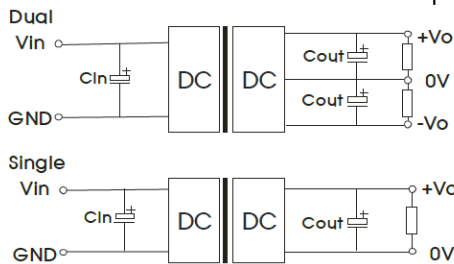 Dual
Vin
+Vo
Cin
+
DC
DC
Cout
+
0V
Cout
+
GND
-Vo
Single
Vin
+Vo
Cin
+
DC
DC
Cout
+
GND
0V